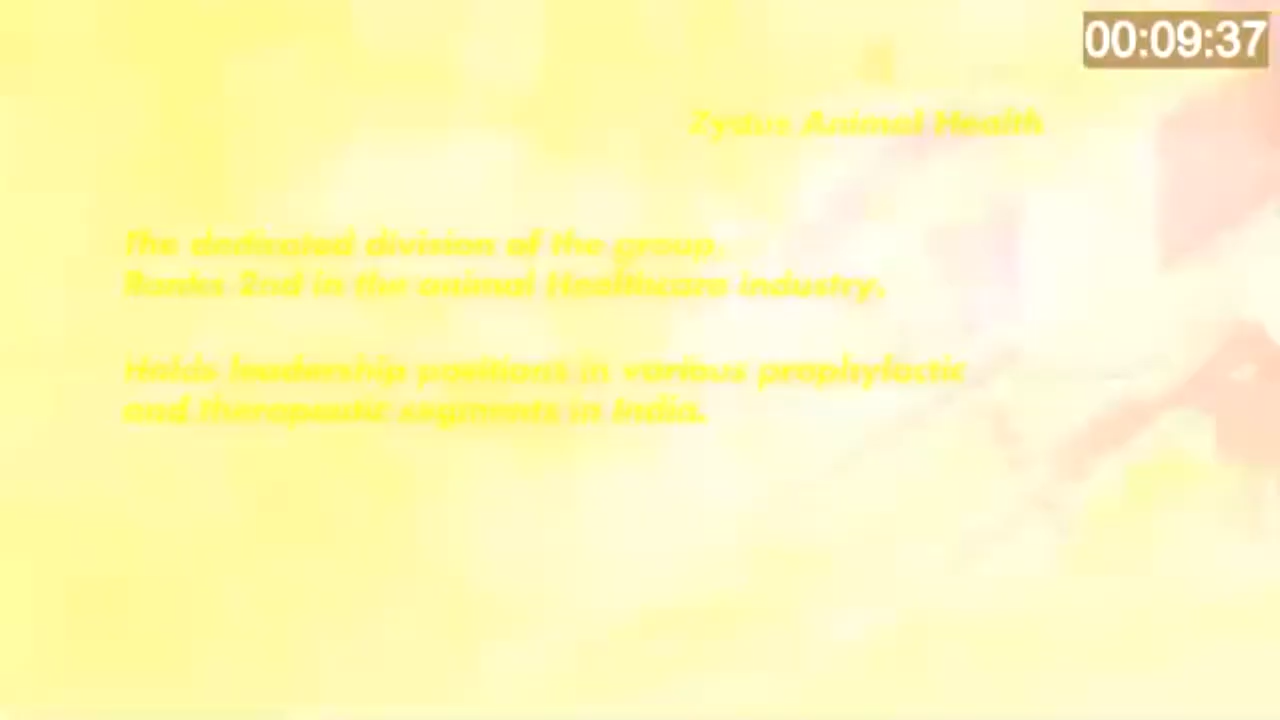 00:09:37
Zydus Animal Health
The dedicated division of the group.
Ranks 2nd in the animal Healthcare industry.
Holds leadership positions in various prophylactic
and therapeutic segments in India.